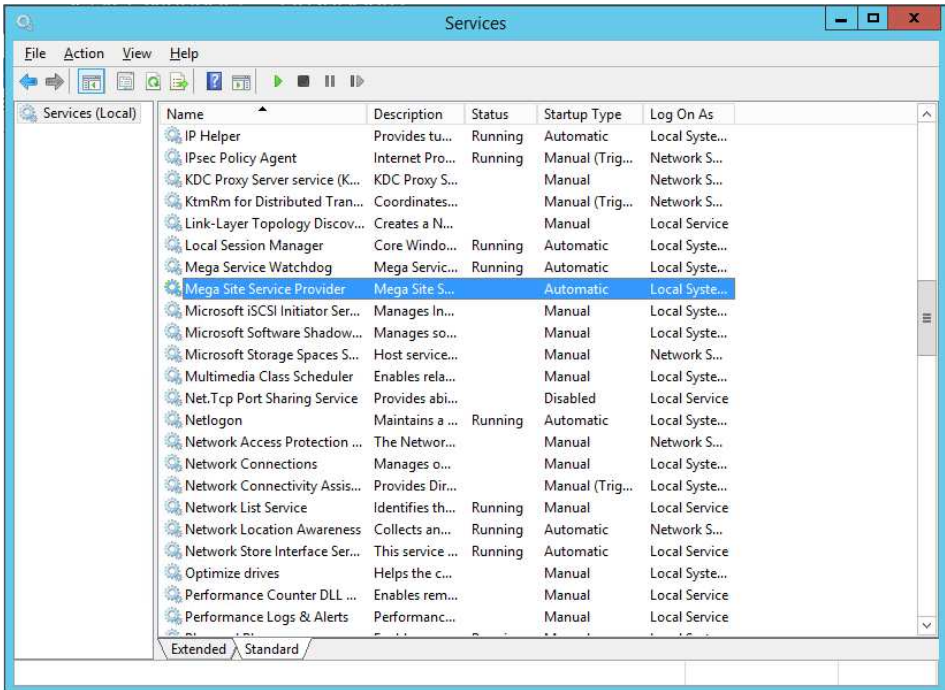 Services
File Action View Help
Services (Local)
Name Description Status Startup Type Log On As
IP Helper Provides tu... Running Automatic Local Syste...
IPsec Policy Agent Internet Pro... Running Manual (Trig... Network S...
KDC Proxy Server service (K... KDC Proxy S... Manual Network S...
KtmRm for Distributed Tran... Coordinates... Manual (Trig... Network S...
Link-Layer Topology Discov... Creates a N... Manual Local Service
Local Session Manager Core Windo... Running Automatic Local Syste...
Mega Service Watchdog Mega Servic... Running Automatic Local Syste...
Mega Site Service Provider Mega Site S... Automatic Local Syste...
Microsoft iSCSI Initiator Ser... Manages In... Manual Local Syste...
Microsoft Software Shadow... Manages so... Manual Local Syste...
Microsoft Storage Spaces S... Host service... Manual Network S...
Multimedia Class Scheduler Enables rela... Manual Local Syste...
Net.Tcp Port Sharing Service Provides abi... Disabled Local Service
Netlogon Maintains a ... Running Automatic Local Syste...
Network Access Protection ... The Networ... Manual Network S...
Network Connections Manages o... Manual Local Syste...
Network Connectivity Assis... Provides Dir... Manual (Trig... Local Syste...
Network List Service Identifies th... Running Manual Local Service
Network Location Awareness Collects an... Running Automatic Network S...
Network Store Interface Ser... This service ... Running Automatic Local Service
Optimize drives Helps the c... Manual Local Syste...
Performance Counter DLL ... Enables rem... Manual Local Service
Performance Logs & Alerts Performanc... Manual Local Service
Extended Standard